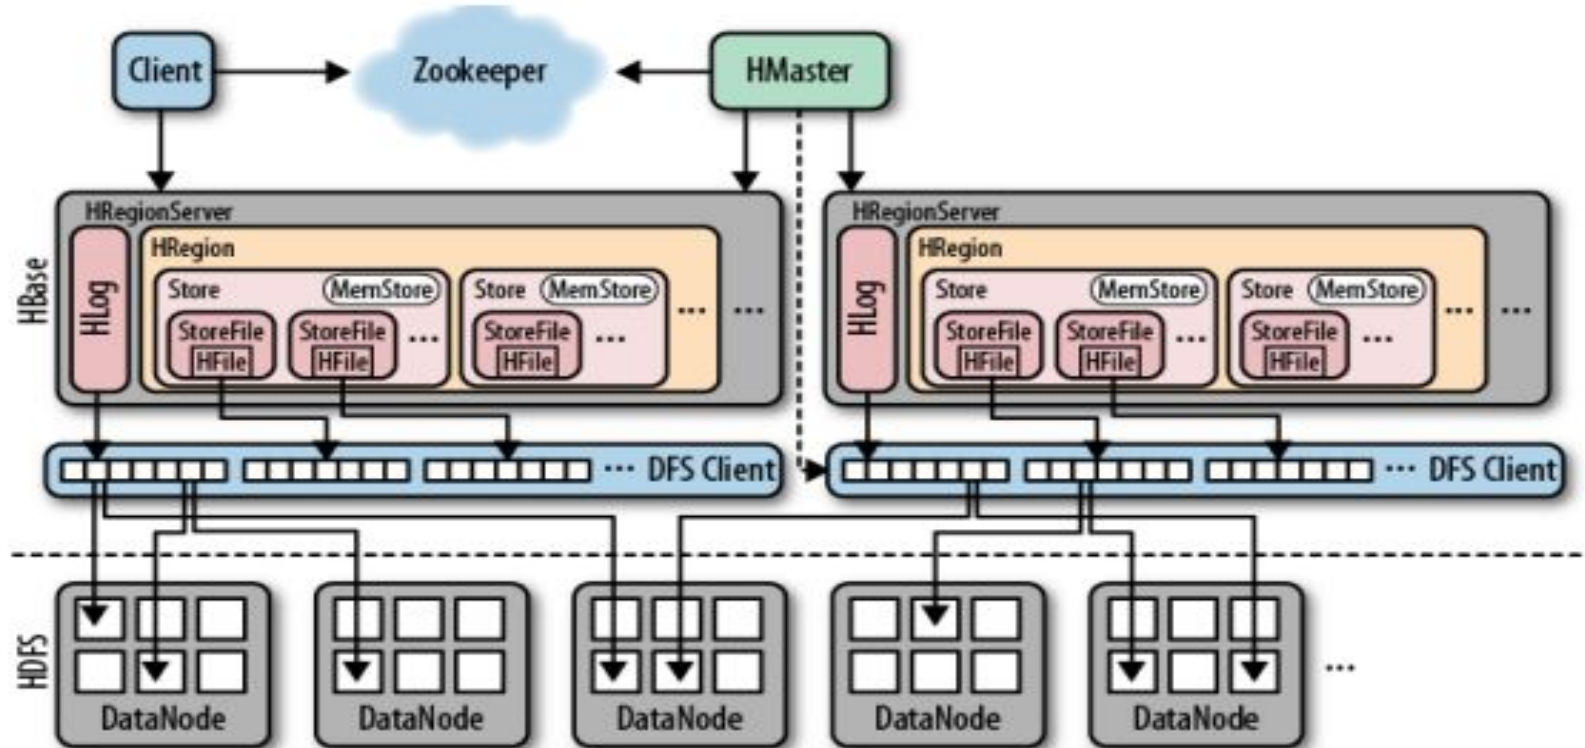 Client
Zookeeper
HMaster
HBase
HRegionServer
HLog
HRegion
Store
MemStore
StoreFile
HFile
StoreFile
HFile
...
Store
MemStore
StoreFile
HFile
...
...
...
HRegionServer
HLog
HRegion
Store
MemStore
StoreFile
HFile
StoreFile
HFile
...
Store
MemStore
StoreFile
HFile
...
...
...
... DFS Client
... DFS Client
HDFS
DataNode
DataNode
DataNode
DataNode
DataNode
...